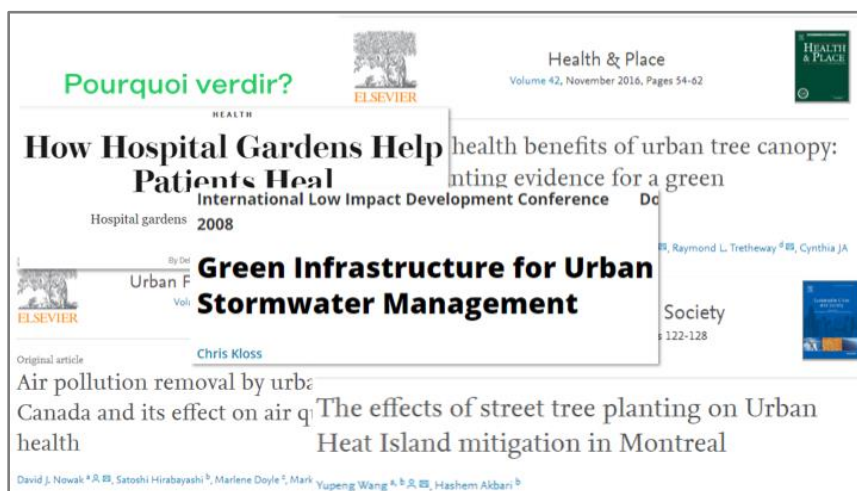 Pourquoi verdir?
ELSEVIER
Health & Place
Volume 42, November 2016, Pages 54-62
HEALTH & PLACE
HEALTH
How Hospital Gardens Help
Patients Heal
Hospital gardens
health benefits of urban tree canopy:
nting evidence for a green
, Raymond L. Tretheway d, Cynthia JA
International Low Impact Development Conference Do
2008
Green Infrastructure for Urban
Stormwater Management
Chris Kloss
ELSEVIER
Urban F
Society
s 122-128
Original article
Air pollution removal by urba
Canada and its effect on air q
health
David J. Nowak a, Satoshi Hirabayashi b, Marlene Doyle c, Mark
The effects of street tree planting on Urban
Heat Island mitigation in Montreal
Yupeng Wang a, b, Hashem Akbari b